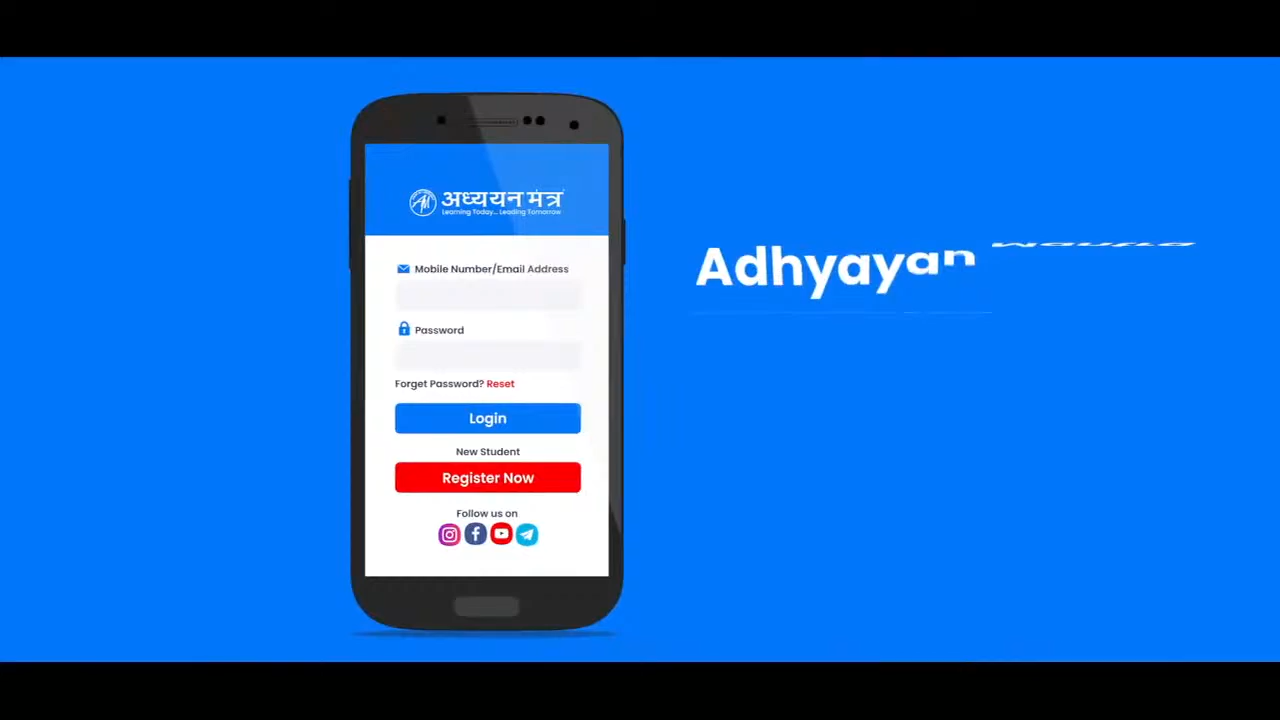 अध्ययन मंत्र
Learning Today... Leading Tomorrow
Mobile Number/Email Address
Password
Forget Password? Reset
Login
New Student
Register Now
Follow us on
Adhyayan